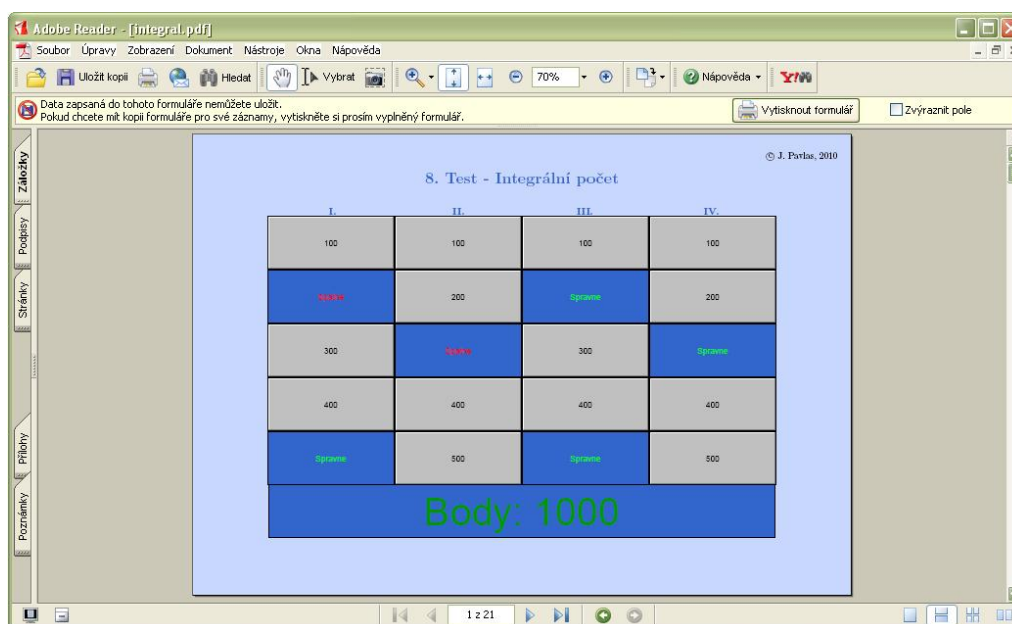 Adobe Reader - [integral.pdf]
Soubor Úpravy Zobrazení Dokument Nástroje Okna Nápověda
Uložit kopii Hledat Vybrat 70% Nápověda Y!
Data zapsaná do tohoto formuláře nemůžete uložit.
Pokud chcete mít kopii formuláře pro své záznamy, vytiskněte si prosím vyplněný formulář.
Vytisknout formulář
Zvýraznit pole
Záložky
Podpisy
Stránky
Přílohy
Poznámky
© J. Pavlas, 2010
8. Test - Integrální počet
I. II. III. IV.
100 100 100 100
200 Spravne 200
300 300 Spravne
400 400 400 400
Spravne 500 Spravne 500
Body: 1000
1 z 21